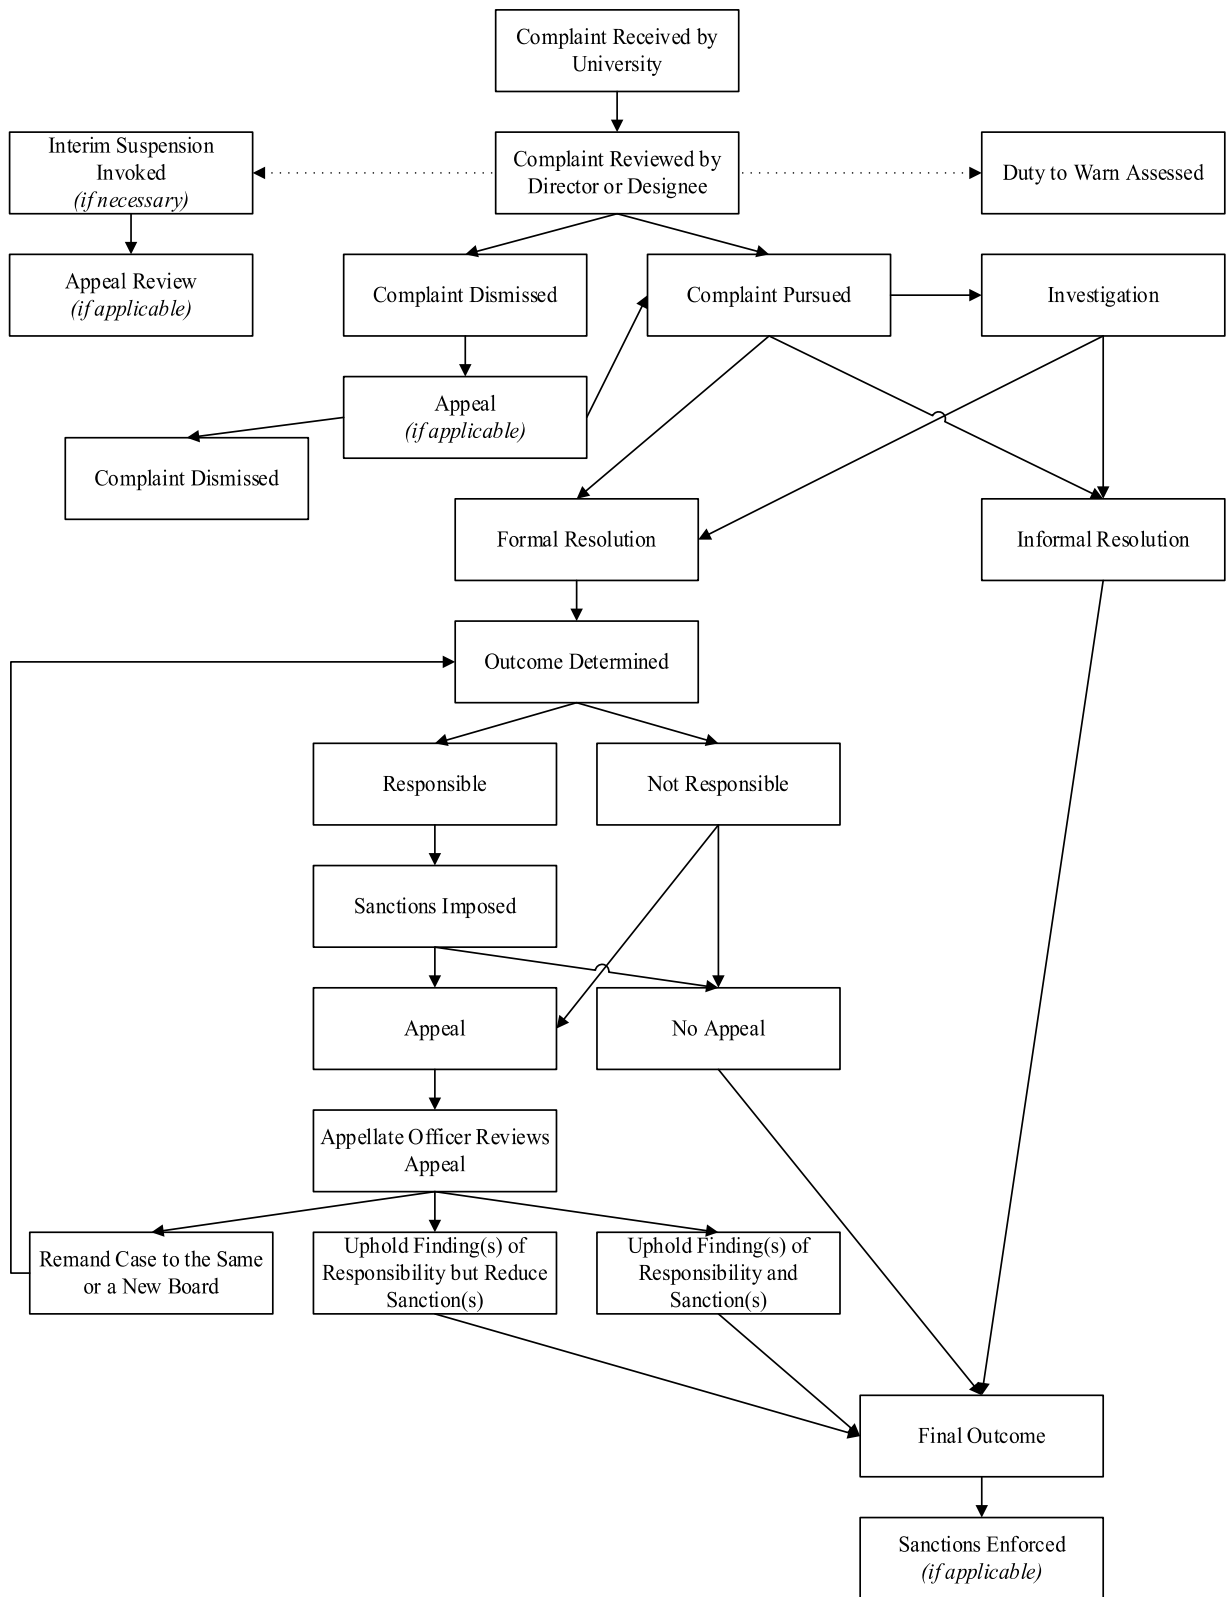 Complaint Received by
University
Interim Suspension
Invoked
(if necessary)
Complaint Reviewed by
Director or Designee
Duty to Warn Assessed
Appeal Review
(if applicable)
Complaint Dismissed
Complaint Pursued
Investigation
Appeal
(if applicable)
Complaint Dismissed
Formal Resolution
Informal Resolution
Outcome Determined
Responsible
Not Responsible
Sanctions Imposed
Appeal
No Appeal
Appellate Officer Reviews
Appeal
Remand Case to the Same
or a New Board
Uphold Finding(s) of
Responsibility but Reduce
Sanction(s)
Uphold Finding(s) of
Responsibility and
Sanction(s)
Final Outcome
Sanctions Enforced
(if applicable)